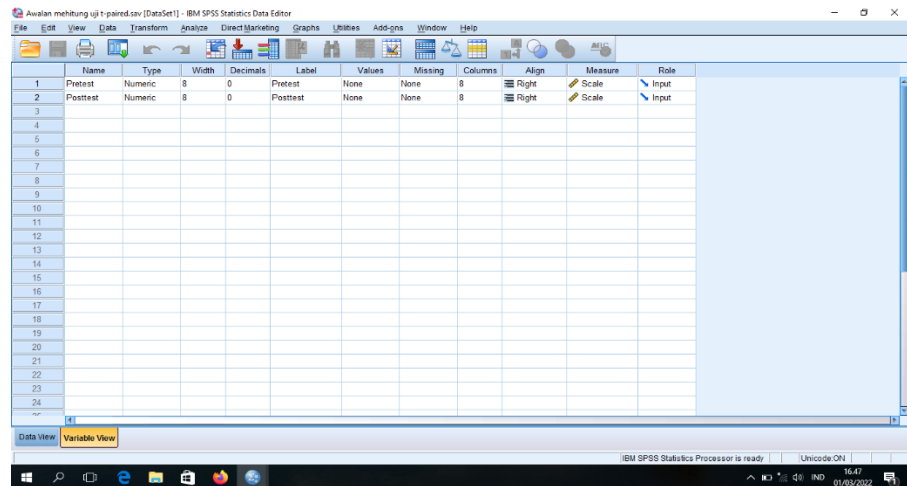 Awalan mehitung uji t-paired.sav [DataSet1] - IBM SPSS Statistics Data Editor
File Edit View Data Transform Analyze Direct Marketing Graphs Utilities Add-ons Window Help
Name Type Width Decimals Label Values Missing Columns Align Measure Role
1 Pretest Numeric 8 0 Pretest None None 8 Right Scale Input
2 Posttest Numeric 8 0 Posttest None None 8 Right Scale Input
3
4
5
6
7
8
9
10
11
12
13
14
15
16
17
18
19
20
21
22
23
24
Data View Variable View
IBM SPSS Statistics Processor is ready Unicode:ON
IND 16.47
01/03/2022